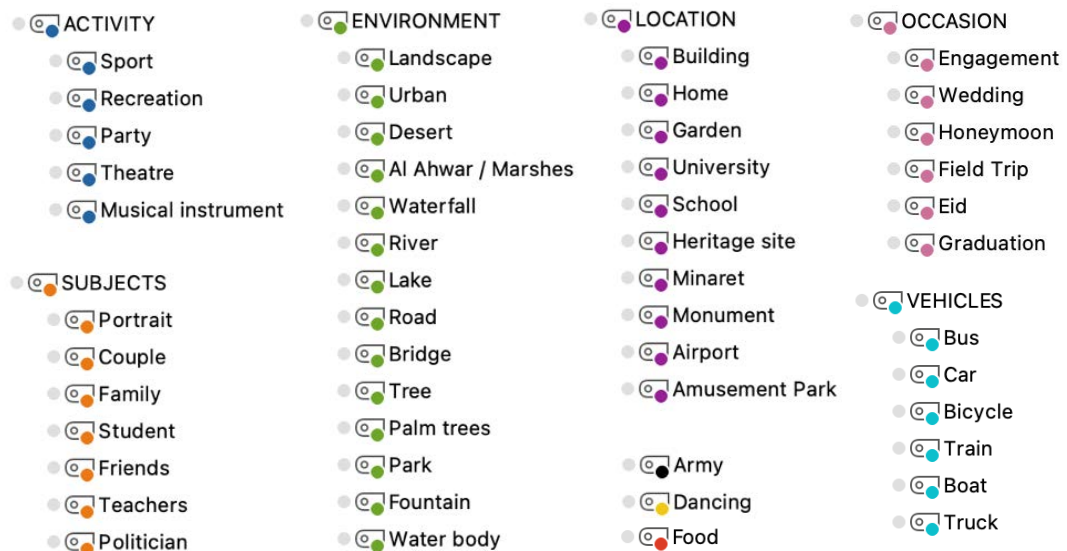 ACTIVITY
Sport
Recreation
Party
Theatre
Musical instrument
SUBJECTS
Portrait
Couple
Family
Student
Friends
Teachers
Politician
ENVIRONMENT
Landscape
Urban
Desert
Al Ahwar / Marshes
Waterfall
River
Lake
Road
Bridge
Tree
Palm trees
Park
Fountain
Water body
LOCATION
Building
Home
Garden
University
School
Heritage site
Minaret
Monument
Airport
Amusement Park
Army
Dancing
Food
OCCASION
Engagement
Wedding
Honeymoon
Field Trip
Eid
Graduation
VEHICLES
Bus
Car
Bicycle
Train
Boat
Truck